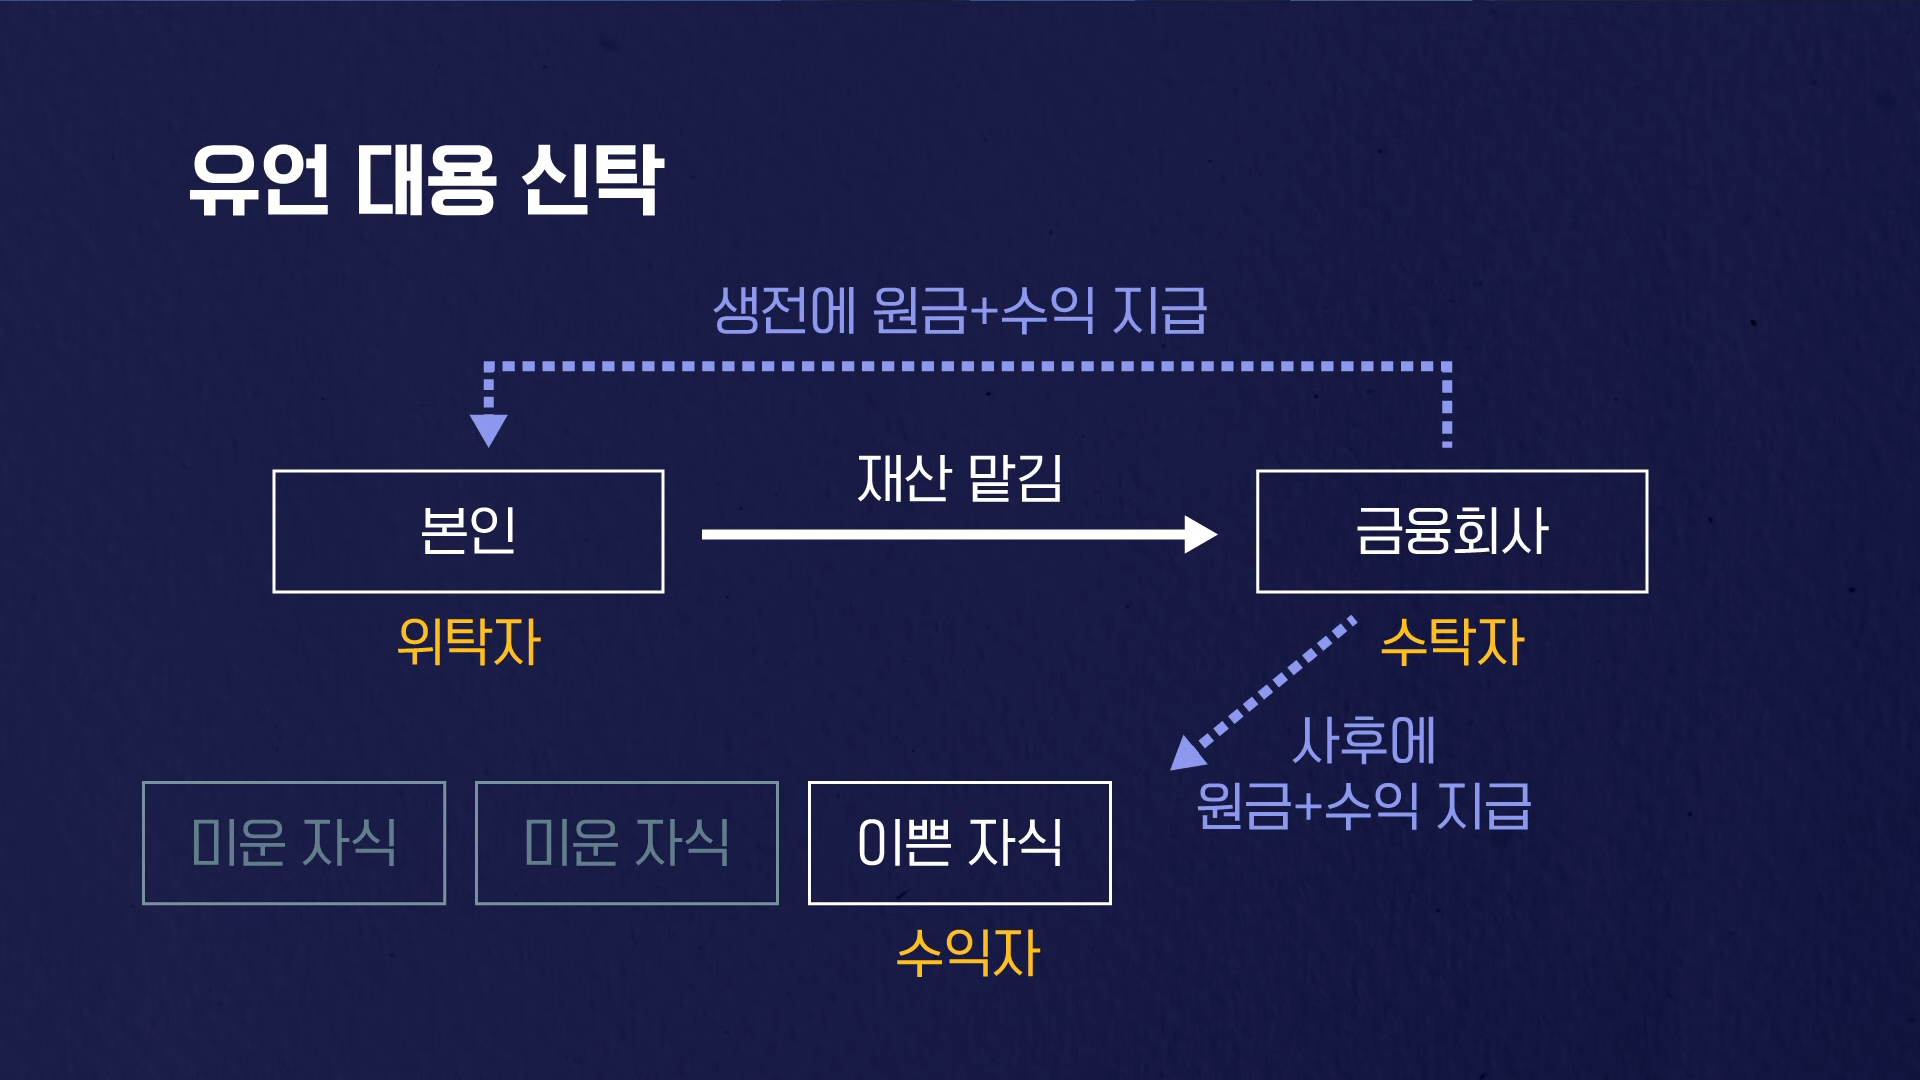 유언 대용 신탁
생전에 원금+수익 지급
재산 맡김
본인
금융회사
위탁자
수탁자
사후에
원금+수익 지급
미운 자식
미운 자식
이쁜 자식
수익자